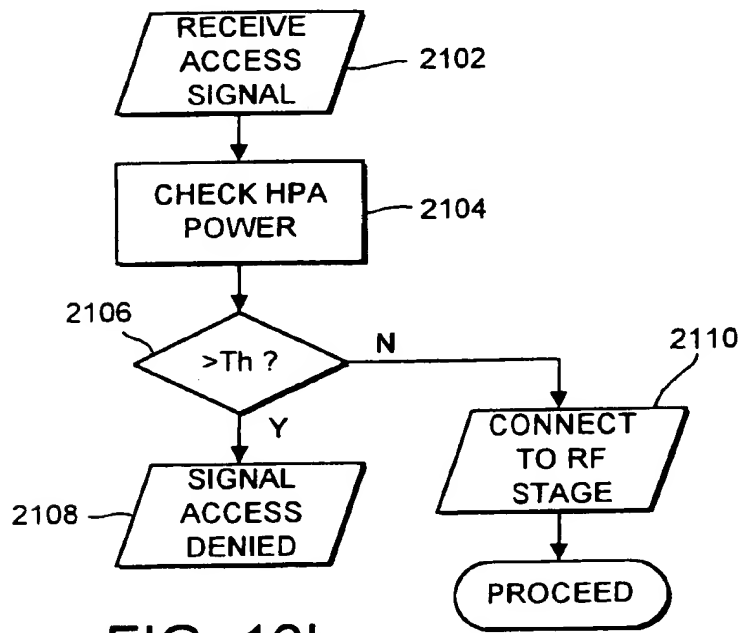 RECEIVE
ACCESS
SIGNAL
2102
CHECK HPA
POWER
2104
2106
>Th ?
N
2110
Y
CONNECT
TO RF
STAGE
2108
SIGNAL
ACCESS
DENIED
PROCEED